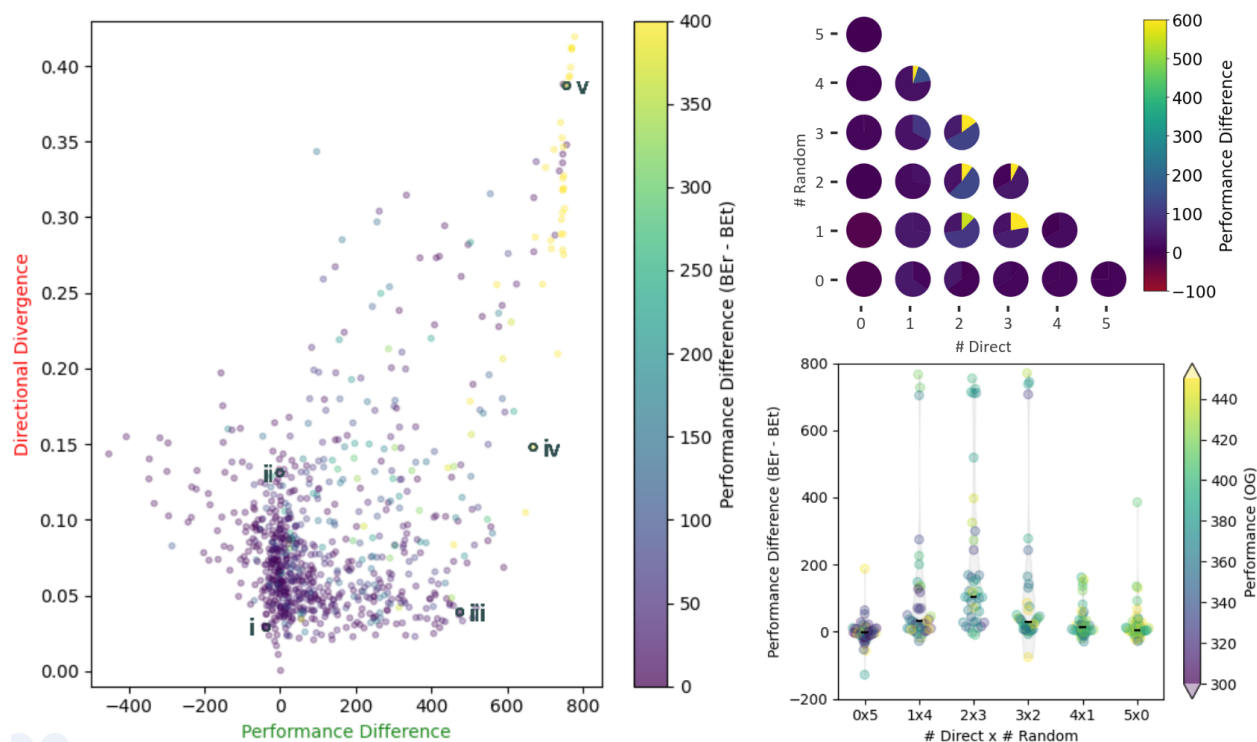 0.40
0.35
0.30
0.25
0.20
0.15
0.10
0.05
0.00
Directional Divergence
−400 −200 0 200 400 600 800
Performance Difference
i
ii
iii
iv
v
400
350
300
250
200
150
100
50
0
Performance Difference (BEr - BEt)
5
4
3
2
1
0
# Random
0 1 2 3 4 5
# Direct
600
500
400
300
200
100
0
−100
Performance Difference
800
600
400
200
0
−200
Performance Difference (BEr - BEt)
0x5 1x4 2x3 3x2 4x1 5x0
# Direct x # Random
440
420
400
380
360
340
320
300
Performance (OG)